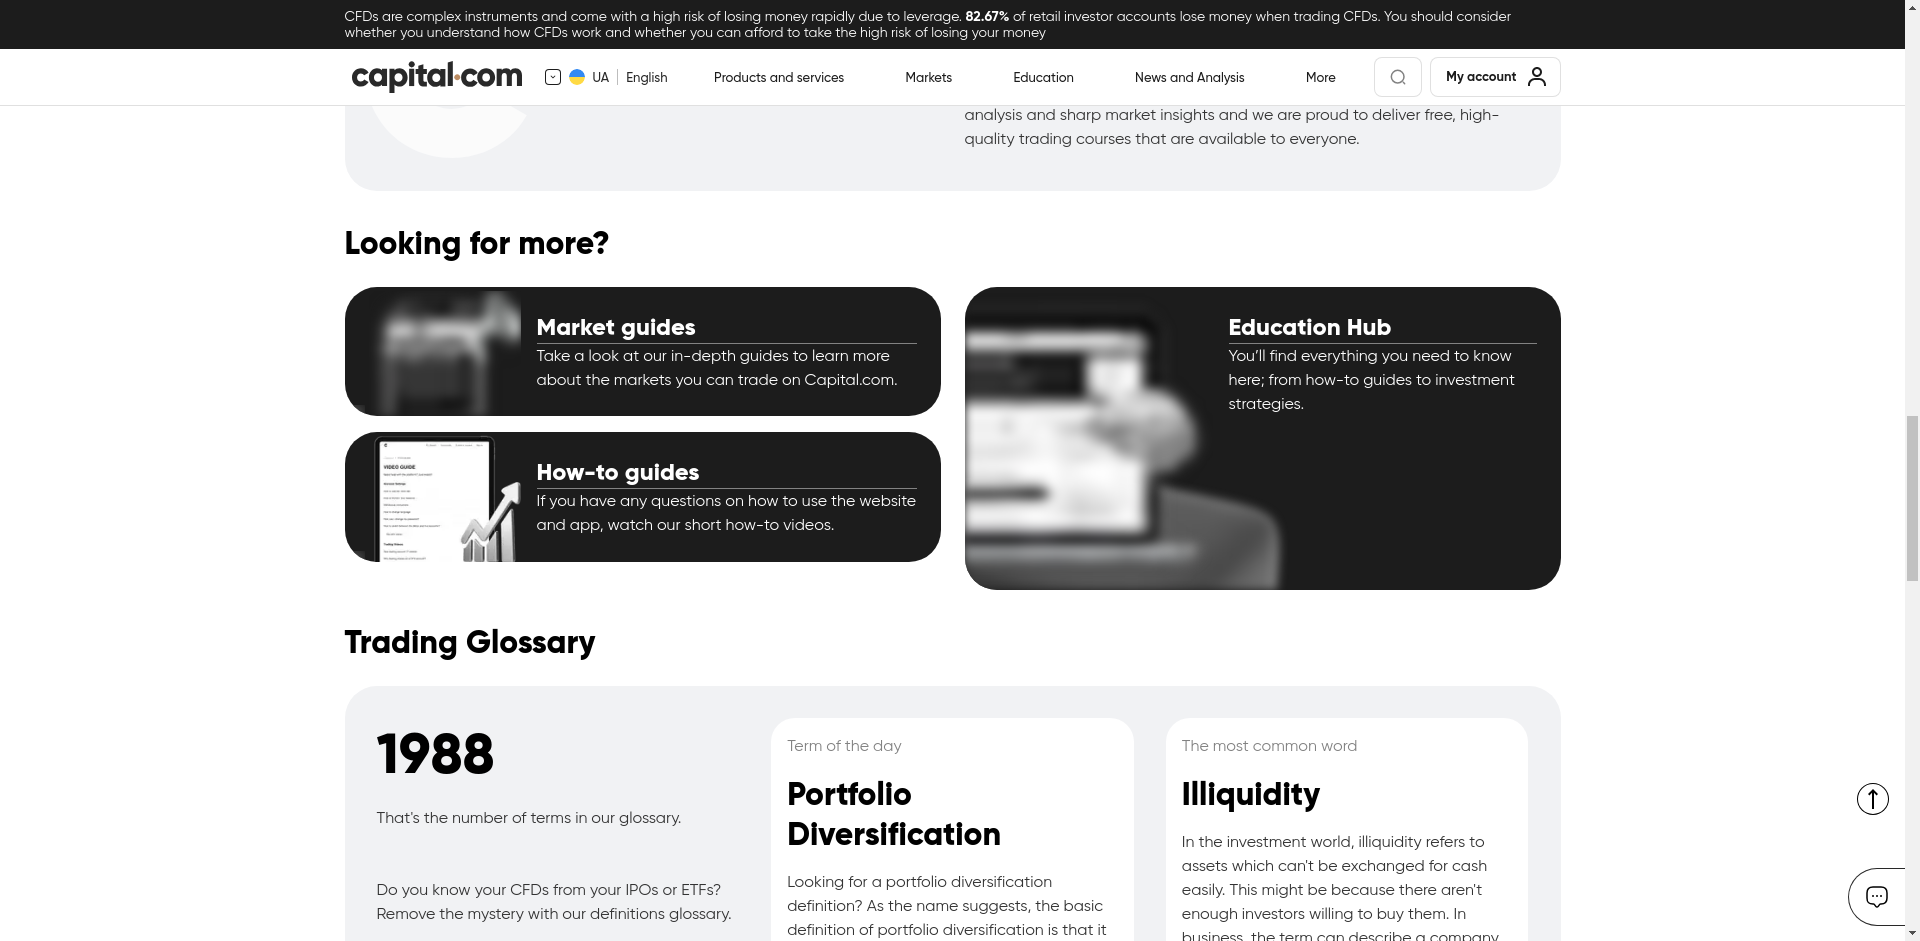 CFDs are complex instruments and come with a high risk of losing money rapidly due to leverage. 82.67% of retail investor accounts lose money when trading CFDs. You should consider
whether you understand how CFDs work and whether you can afford to take the high risk of losing your money
capital.com
UA
English
Products and services
Markets
Education
News and Analysis
More
My account
analysis and sharp market insights and we are proud to deliver free, high-
quality trading courses that are available to everyone.
Looking for more?
Market guides
Take a look at our in-depth guides to learn more
about the markets you can trade on Capital.com.
VIDEO GUIDE
How-to guides
If you have any questions on how to use the website
and app, watch our short how-to videos.
Education Hub
You'll find everything you need to know
here; from how-to guides to investment
strategies.
Trading Glossary
1988
That's the number of terms in our glossary.
Do you know your CFDs from your IPOs or ETFs?
Remove the mystery with our definitions glossary.
Term of the day
Portfolio
Diversification
Looking for a portfolio diversification
definition? As the name suggests, the basic
definition of portfolio diversification is that it
The most common word
Illiquidity
In the investment world, illiquidity refers to
assets which can't be exchanged for cash
easily. This might be because there aren't
enough investors willing to buy them. In
business, the term can describe a company